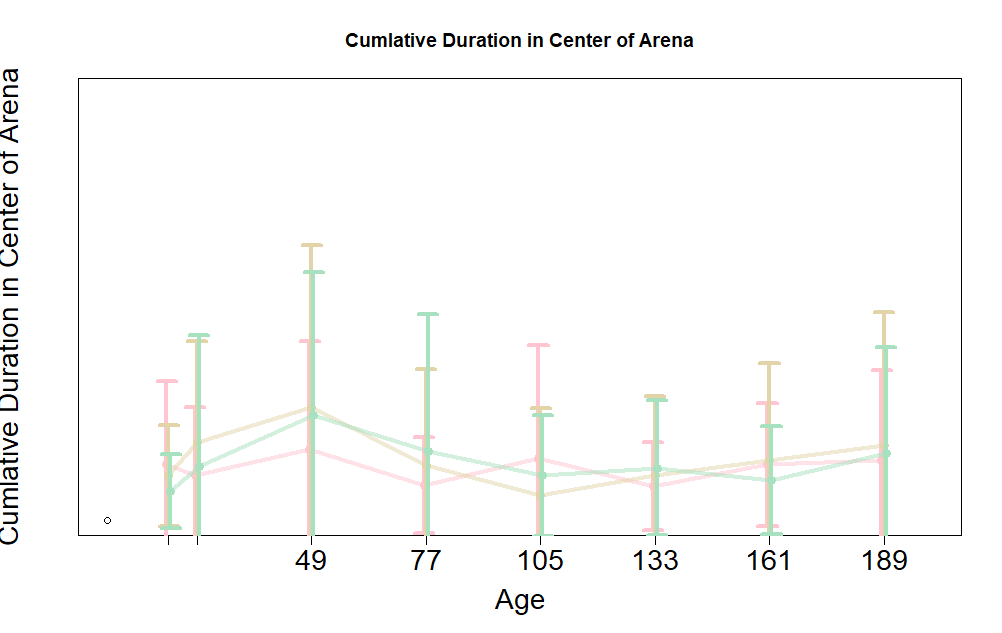 Cumlative Duration in Center of Arena
Cumlative Duration in Center of Arena
49 77 105 133 161 189
Age